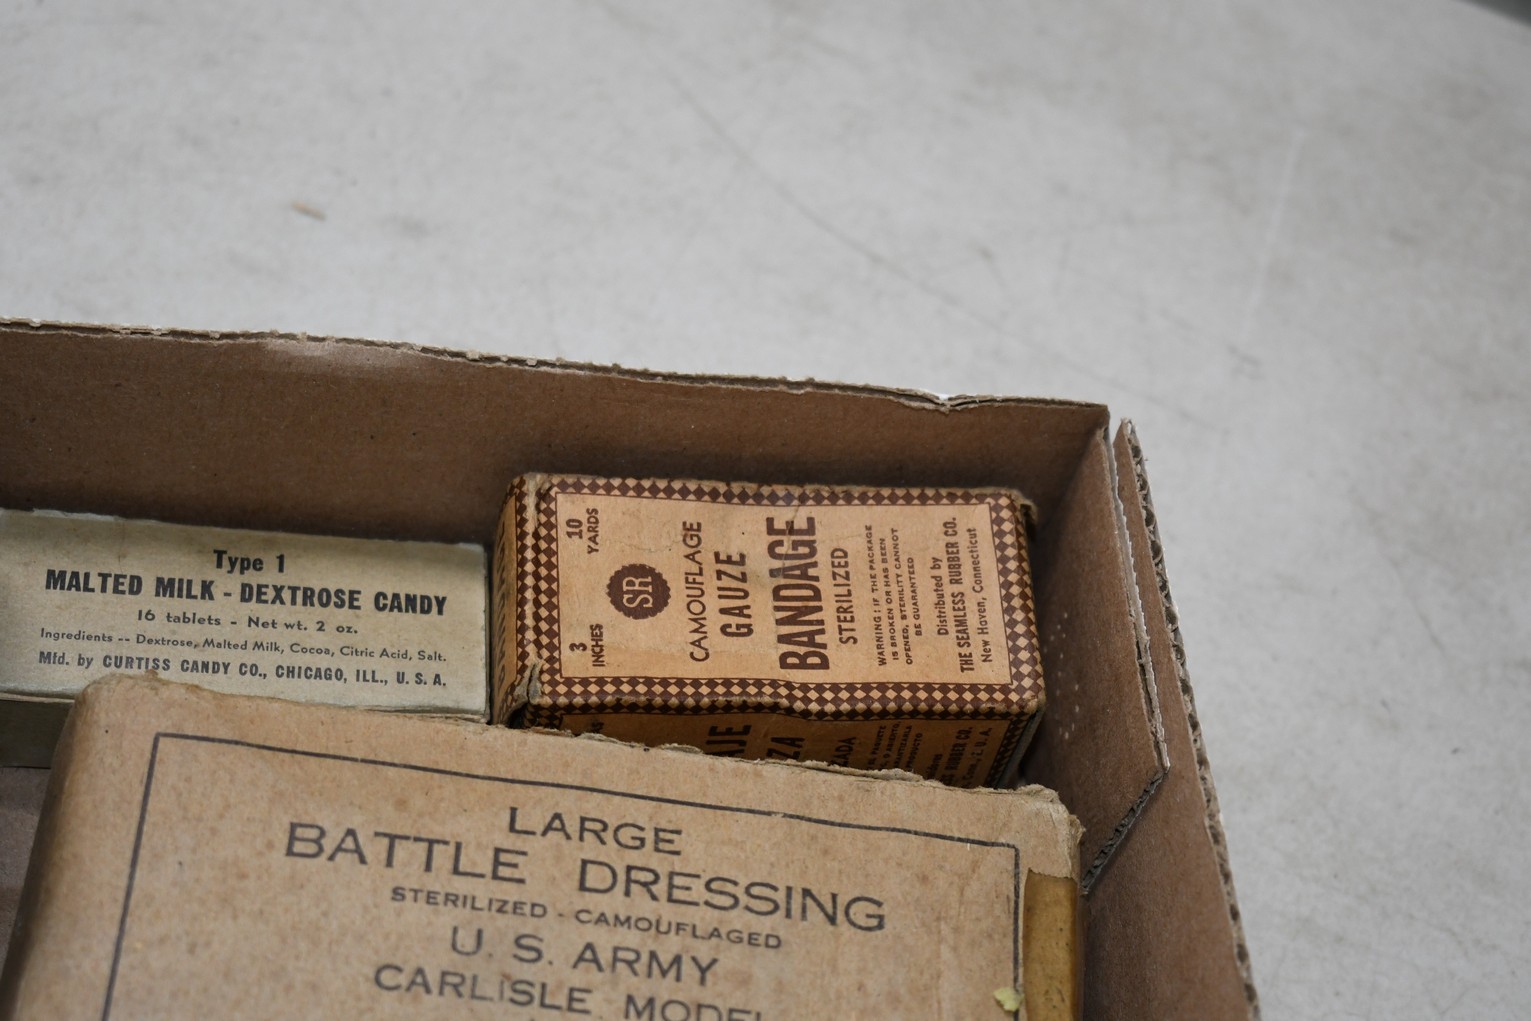 Type 1
MALTED MILK - DEXTROSE CANDY
16 tablets - Net wt. 2 oz.
Ingredients -- Dextrose, Malted Milk, Cocoa, Citric Acid, Salt.
Mfd. by CURTISS CANDY CO., CHICAGO, ILL., U. S. A.
3 INCHES
10 YARDS
SR
CAMOUFLAGE
GAUZE
BANDAGE
STERILIZED
WARNING: IF THE PACKAGE
IS BROKEN OR HAS BEEN
OPENED, STERILITY CANNOT
BE GUARANTEED
Distributed by
THE SEAMLESS RUBBER CO.
New Haven, Connecticut
RUBBER CO.
U. S. A.
LARGE
BATTLE DRESSING
STERILIZED - CAMOUFLAGED
U. S. ARMY
CARLISLE MODEL